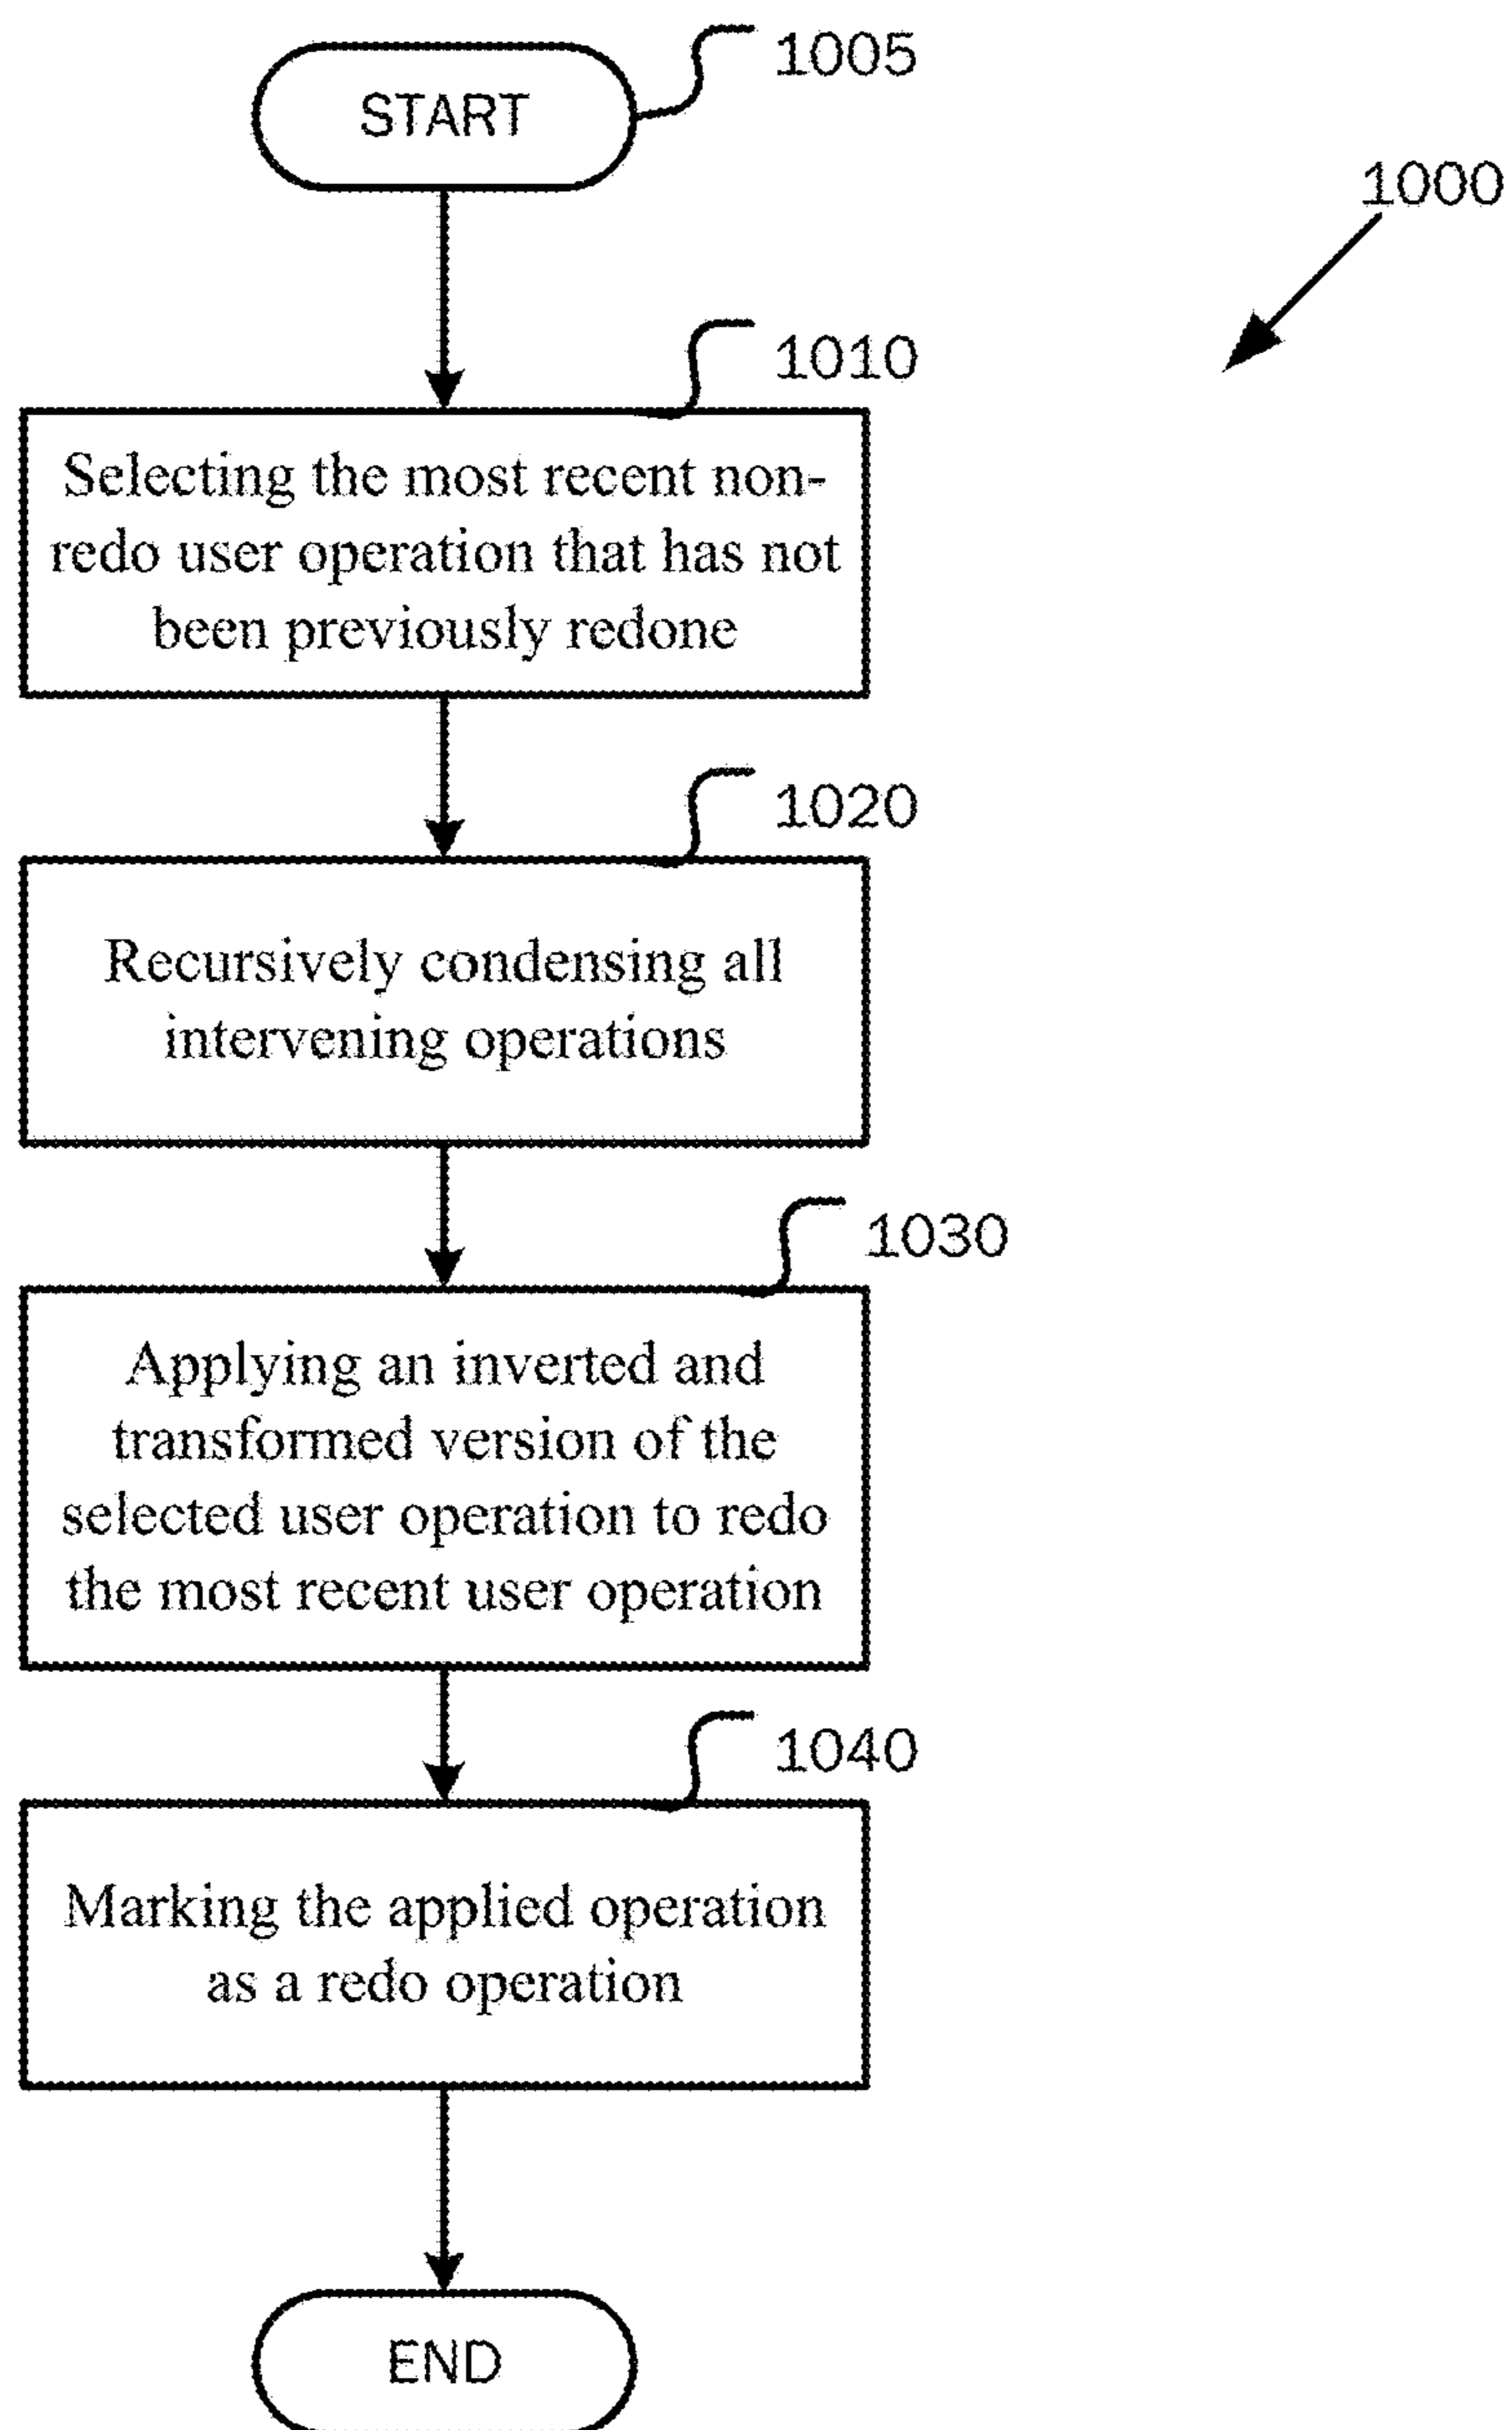 1005
START
1000
1010
Selecting the most recent non-
redo user operation that has not
been previously redone
1020
Recursively condensing all
intervening operations
1030
Applying an inverted and
transformed version of the
selected user operation to redo
the most recent user operation
1040
Marking the applied operation
as a redo operation
END